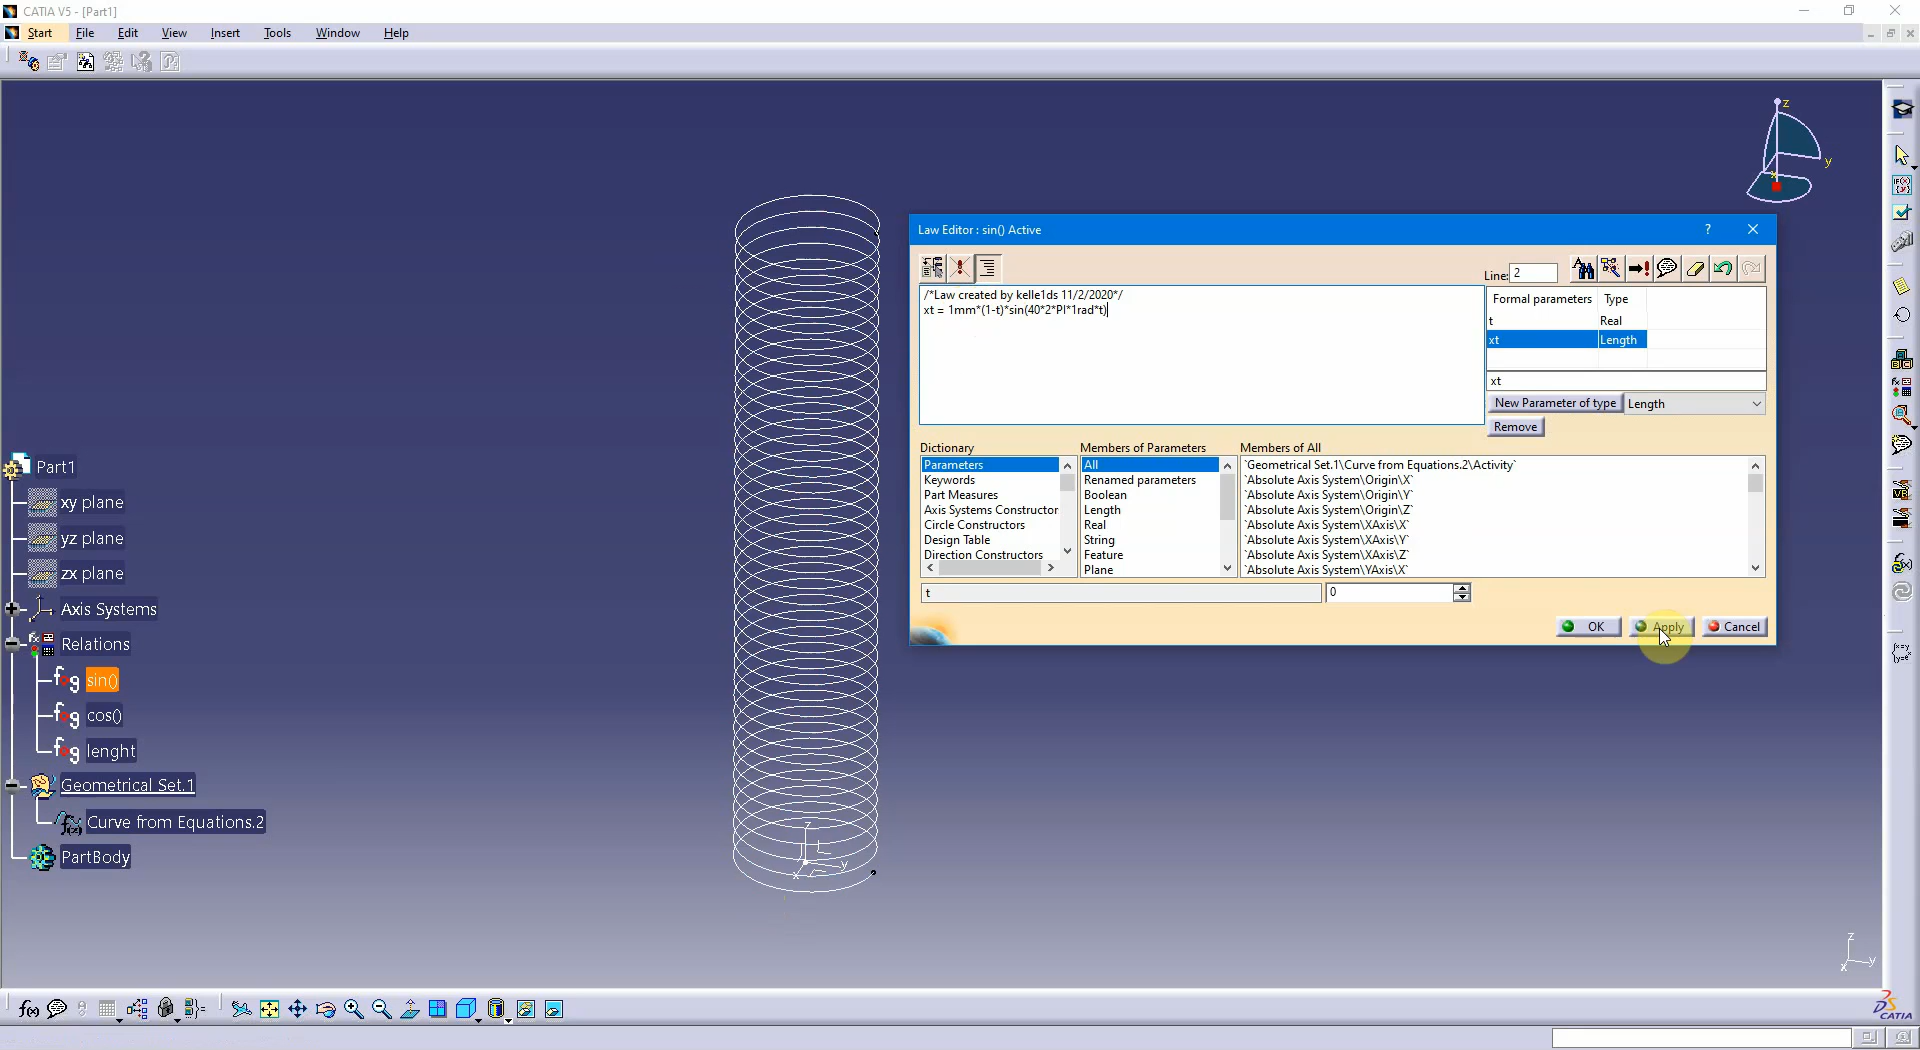 CATIA V5 - [Part1]
Start File Edit View Insert Tools Window Help
z
y
x
Law Editor : sin() Active
?
Line: 2
/*Law created by kelle1ds 11/2/2020*/
xt = 1mm*(1-t)*sin(40*2*PI*1rad*t)
Formal parameters Type
t Real
xt Length
xt
New Parameter of type Length
Remove
Dictionary Members of Parameters Members of All
Parameters All `Geometrical Set.1\Curve from Equations.2\Activity`
Keywords Renamed parameters `Absolute Axis System\Origin\X`
Part Measures Boolean `Absolute Axis System\Origin\Y`
Axis Systems Constructor Length `Absolute Axis System\Origin\Z`
Circle Constructors Real `Absolute Axis System\XAxis\X`
Design Table String `Absolute Axis System\XAxis\Y`
Direction Constructors Feature `Absolute Axis System\XAxis\Z`
Plane `Absolute Axis System\YAxis\X`
t 0
OK Apply Cancel
Part1
xy plane
yz plane
zx plane
Axis Systems
Relations
sin()
cos()
lenght
Geometrical Set.1
Curve from Equations.2
PartBody
z
y
x
z
y
x
f(x)
CATIA